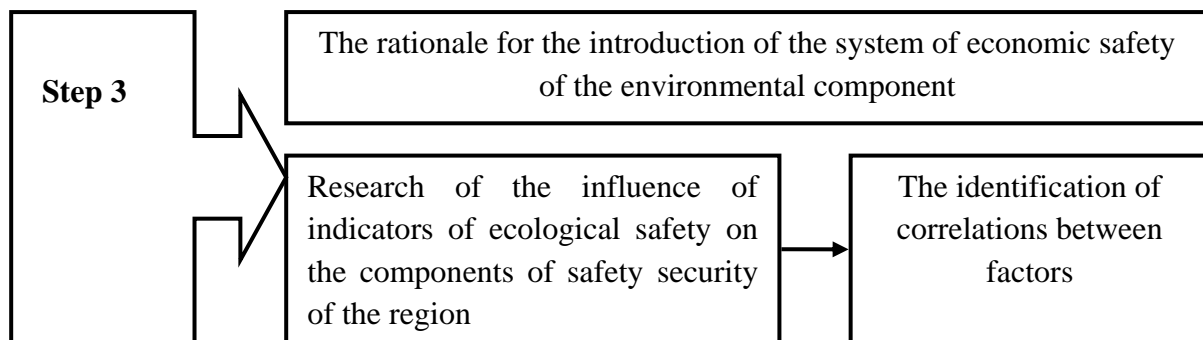 Step 3
The rationale for the introduction of the system of economic safety
of the environmental component
Research of the influence of
indicators of ecological safety on
the components of safety security
of the region
The identification of
correlations between
factors